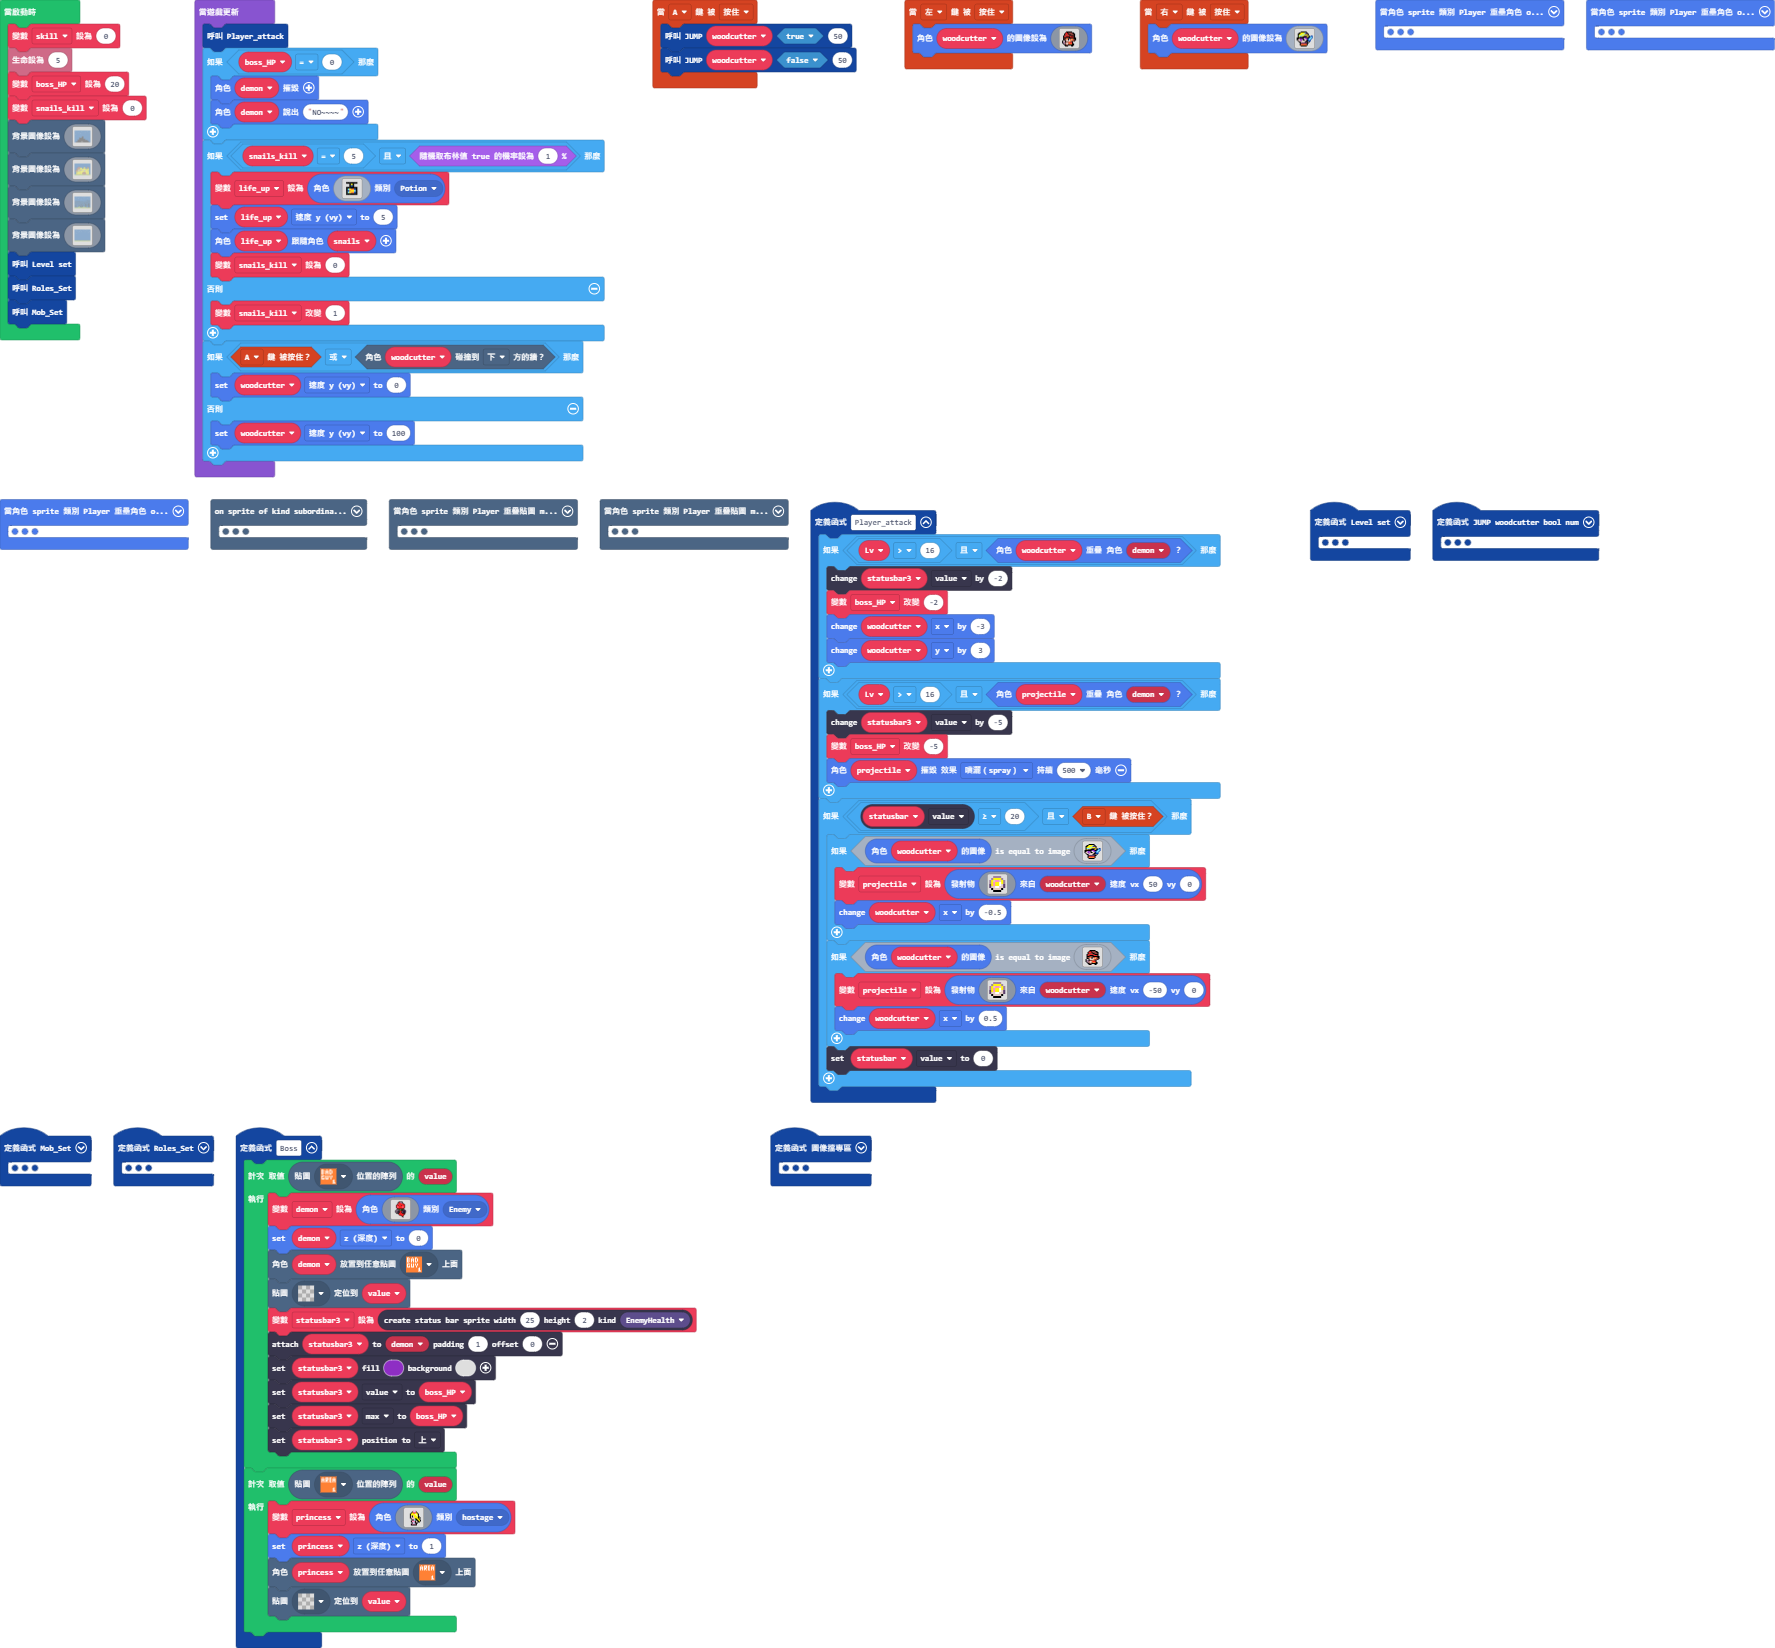 當啟動時
變數 skill 設為 0
生命設為 5
變數 boss_HP 設為 20
變數 snails_kill 設為 0
背景圖像設為
背景圖像設為
背景圖像設為
背景圖像設為
呼叫 Level set
呼叫 Roles_Set
呼叫 Mob_Set
當遊戲更新
呼叫 Player_attack
如果 boss_HP = 0 那麼
角色 demon 摧毀
角色 demon 說出 "NO~~~~"
如果 snails_kill = 5 且 隨機取布林值 true 的機率設為 1 % 那麼
變數 life_up 設為 角色 類別 Potion
set life_up 速度 y (vy) to 5
角色 life_up 跟隨角色 snails
變數 snails_kill 設為 0
否則
變數 snails_kill 改變 1
如果 A 鍵 被按住? 或 角色 woodcutter 碰撞到 下 方的牆? 那麼
set woodcutter 速度 y (vy) to 0
否則
set woodcutter 速度 y (vy) to 100
當 A 鍵 被 按住
呼叫 JUMP woodcutter true 50
呼叫 JUMP woodcutter false 50
當 左 鍵 被 按住
角色 woodcutter 的圖像設為
當 右 鍵 被 按住
角色 woodcutter 的圖像設為
當角色 sprite 類別 Player 重疊角色 o...
當角色 sprite 類別 Player 重疊角色 o...
當角色 sprite 類別 Player 重疊角色 o...
on sprite of kind subordina...
當角色 sprite 類別 Player 重疊貼圖 m...
當角色 sprite 類別 Player 重疊貼圖 m...
定義函式 Player_attack
如果 Lv > 16 且 角色 woodcutter 重疊 角色 demon ? 那麼
change statusbar3 value by -2
變數 boss_HP 改變 -2
change woodcutter x by -3
change woodcutter y by 3
如果 Lv > 16 且 角色 projectile 重疊 角色 demon ? 那麼
change statusbar3 value by -5
變數 boss_HP 改變 -5
角色 projectile 摧毀 效果 噴灑(spray) 持續 500 毫秒
如果 statusbar value ≥ 20 且 B 鍵 被按住? 那麼
如果 角色 woodcutter 的圖像 is equal to image 那麼
變數 projectile 設為 發射物 來自 woodcutter 速度 vx 50 vy 0
change woodcutter x by -0.5
如果 角色 woodcutter 的圖像 is equal to image 那麼
變數 projectile 設為 發射物 來自 woodcutter 速度 vx -50 vy 0
change woodcutter x by 0.5
set statusbar value to 0
定義函式 Level set
定義函式 JUMP woodcutter bool num
定義函式 Mob_Set
定義函式 Roles_Set
定義函式 Boss
計次 取值 貼圖 BAD GUY 位置的陣列 的 value
執行
變數 demon 設為 角色 類別 Enemy
set demon z (深度) to 0
角色 demon 放置到任意貼圖 BAD GUY 上面
貼圖 定位到 value
變數 statusbar3 設為 create status bar sprite width 25 height 2 kind EnemyHealth
attach statusbar3 to demon padding 1 offset 0
set statusbar3 fill background
set statusbar3 value to boss_HP
set statusbar3 max to boss_HP
set statusbar3 position to 上
計次 取值 貼圖 位置的陣列 的 value
執行
變數 princess 設為 角色 類別 hostage
set princess z (深度) to 1
角色 princess 放置到任意貼圖 上面
貼圖 定位到 value
定義函式 圖像擺專區